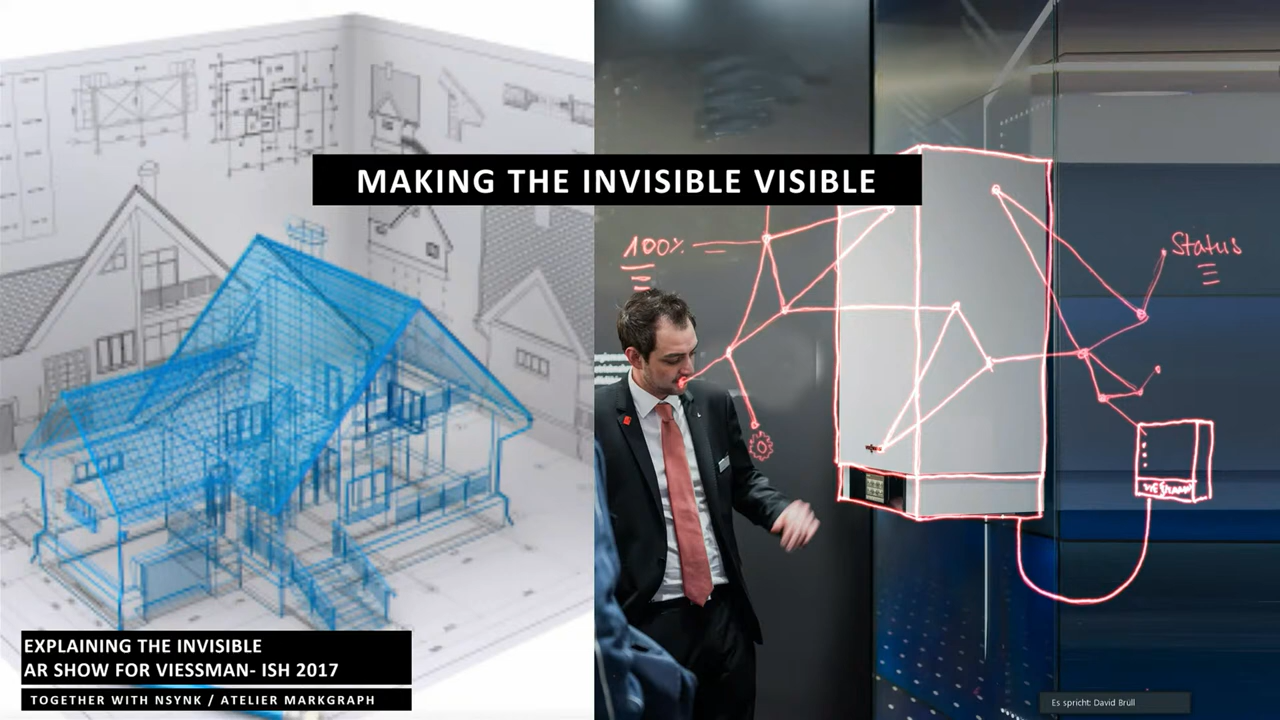 MAKING THE INVISIBLE VISIBLE
100%
Status
EXPLAINING THE INVISIBLE
AR SHOW FOR VIESSMAN- ISH 2017
TOGETHER WITH NSYNK / ATELIER MARKGRAPH
Es spricht: David Brüll